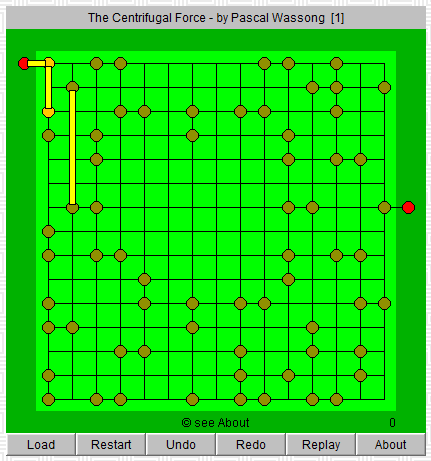 The Centrifugal Force - by Pascal Wassong [1]
© see About 0
Load Restart Undo Redo Replay About